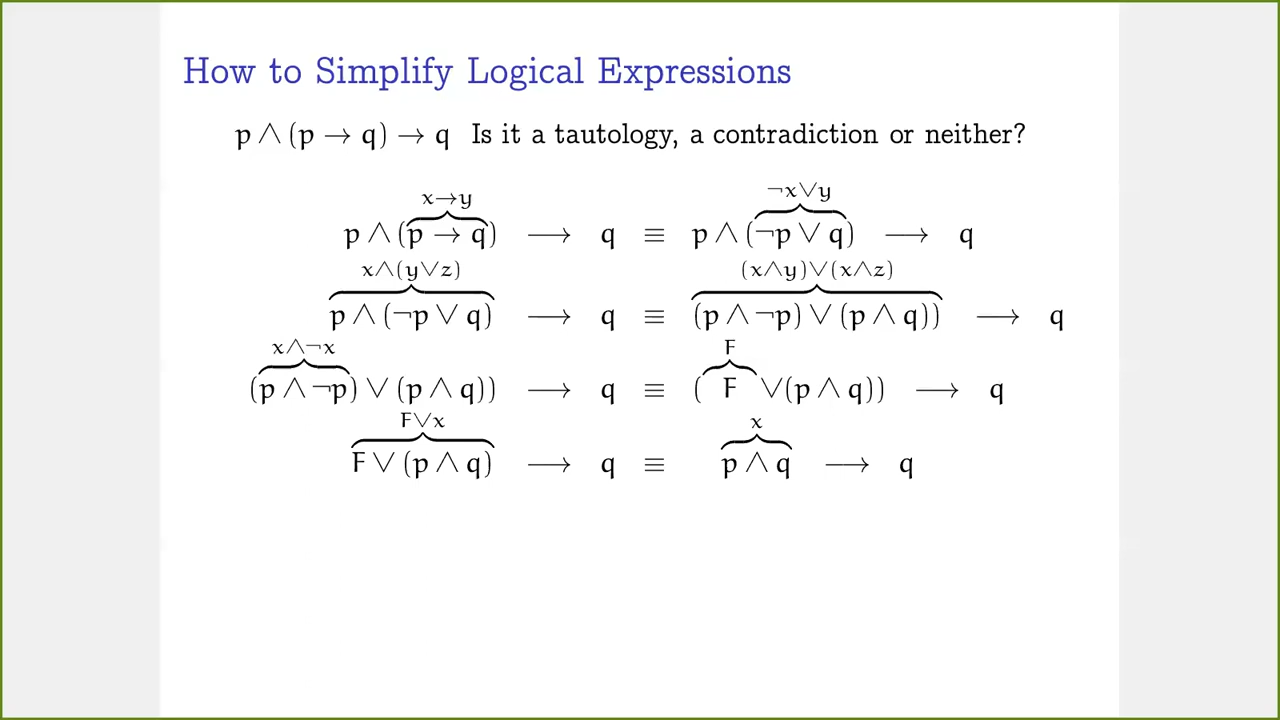 How to Simplify Logical Expressions
p ∧ (p → q) → q Is it a tautology, a contradiction or neither?
x→y ¬x∨y
p ∧ (p → q) ⟶ q ≡ p ∧ (¬p ∨ q) ⟶ q
x∧(y∨z) (x∧y)∨(x∧z)
p ∧ (¬p ∨ q) ⟶ q ≡ (p ∧ ¬p) ∨ (p ∧ q)) ⟶ q
x∧¬x F
(p ∧ ¬p) ∨ (p ∧ q)) ⟶ q ≡ ( F ∨(p ∧ q)) ⟶ q
F∨x x
F ∨ (p ∧ q) ⟶ q ≡ p ∧ q ⟶ q